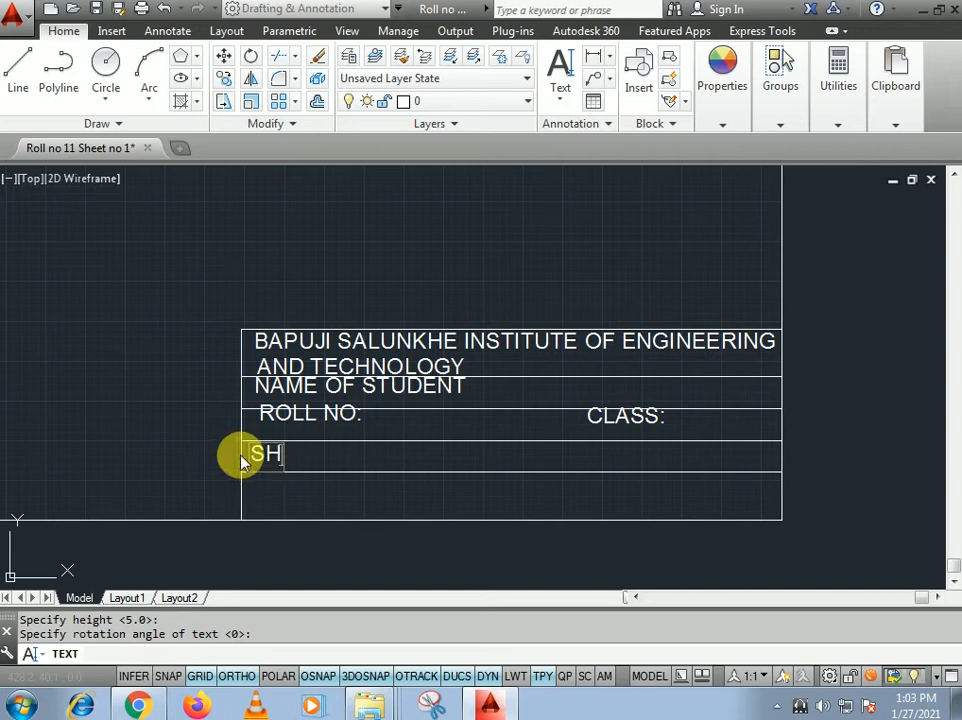 Drafting & Annotation
Roll no ...
Type a keyword or phrase
Sign In
Home Insert Annotate Layout Parametric View Manage Output Plug-ins Autodesk 360 Featured Apps Express Tools
Line Polyline Circle Arc
Unsaved Layer State
0
Text Insert Properties Groups Utilities Clipboard
Draw Modify Layers Annotation Block
Roll no 11 Sheet no 1*
[−][Top][2D Wireframe]
BAPUJI SALUNKHE INSTITUTE OF ENGINEERING
AND TECHNOLOGY
NAME OF STUDENT
ROLL NO: CLASS:
SH
Y
X
Model Layout1 Layout2
Specify height <5.0>:
Specify rotation angle of text <0>:
TEXT
INFER SNAP GRID ORTHO POLAR OSNAP 3DOSNAP OTRACK DUCS DYN LWT TPY QP SC AM MODEL 1:1
1:03 PM
1/27/2021